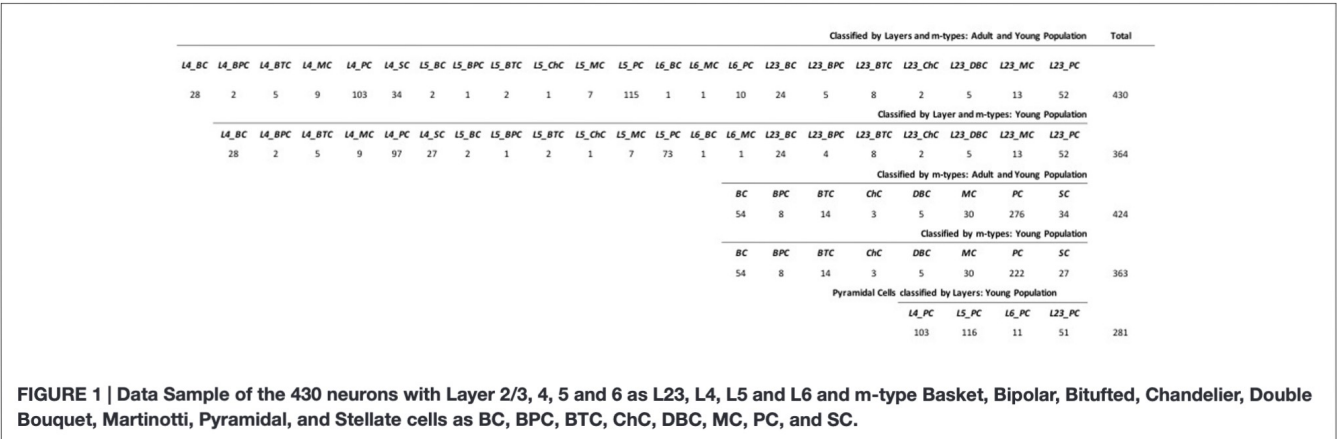 Classified by Layers and m-types: Adult and Young Population Total
L4_BC L4_BPC L4_BTC L4_MC L4_PC L4_SC L5_BC L5_BPC L5_BTC L5_ChC L5_MC L5_PC L6_BC L6_MC L6_PC L23_BC L23_BPC L23_BTC L23_ChC L23_DBC L23_MC L23_PC
28 2 5 9 103 34 2 1 2 1 7 115 1 1 10 24 5 8 2 5 13 52 430
Classified by Layer and m-types: Young Population
L4_BC L4_BPC L4_BTC L4_MC L4_PC L4_SC L5_BC L5_BPC L5_BTC L5_ChC L5_MC L5_PC L6_BC L6_MC L23_BC L23_BPC L23_BTC L23_ChC L23_DBC L23_MC L23_PC
28 2 5 9 97 27 2 1 2 1 7 73 1 1 24 4 8 2 5 13 52 364
Classified by m-types: Adult and Young Population
BC BPC BTC ChC DBC MC PC SC
54 8 14 3 5 30 276 34 424
Classified by m-types: Young Population
BC BPC BTC ChC DBC MC PC SC
54 8 14 3 5 30 222 27 363
Pyramidal Cells classified by Layers: Young Population
L4_PC L5_PC L6_PC L23_PC
103 116 11 51 281
FIGURE 1 | Data Sample of the 430 neurons with Layer 2/3, 4, 5 and 6 as L23, L4, L5 and L6 and m-type Basket, Bipolar, Bitufted, Chandelier, Double
Bouquet, Martinotti, Pyramidal, and Stellate cells as BC, BPC, BTC, ChC, DBC, MC, PC, and SC.